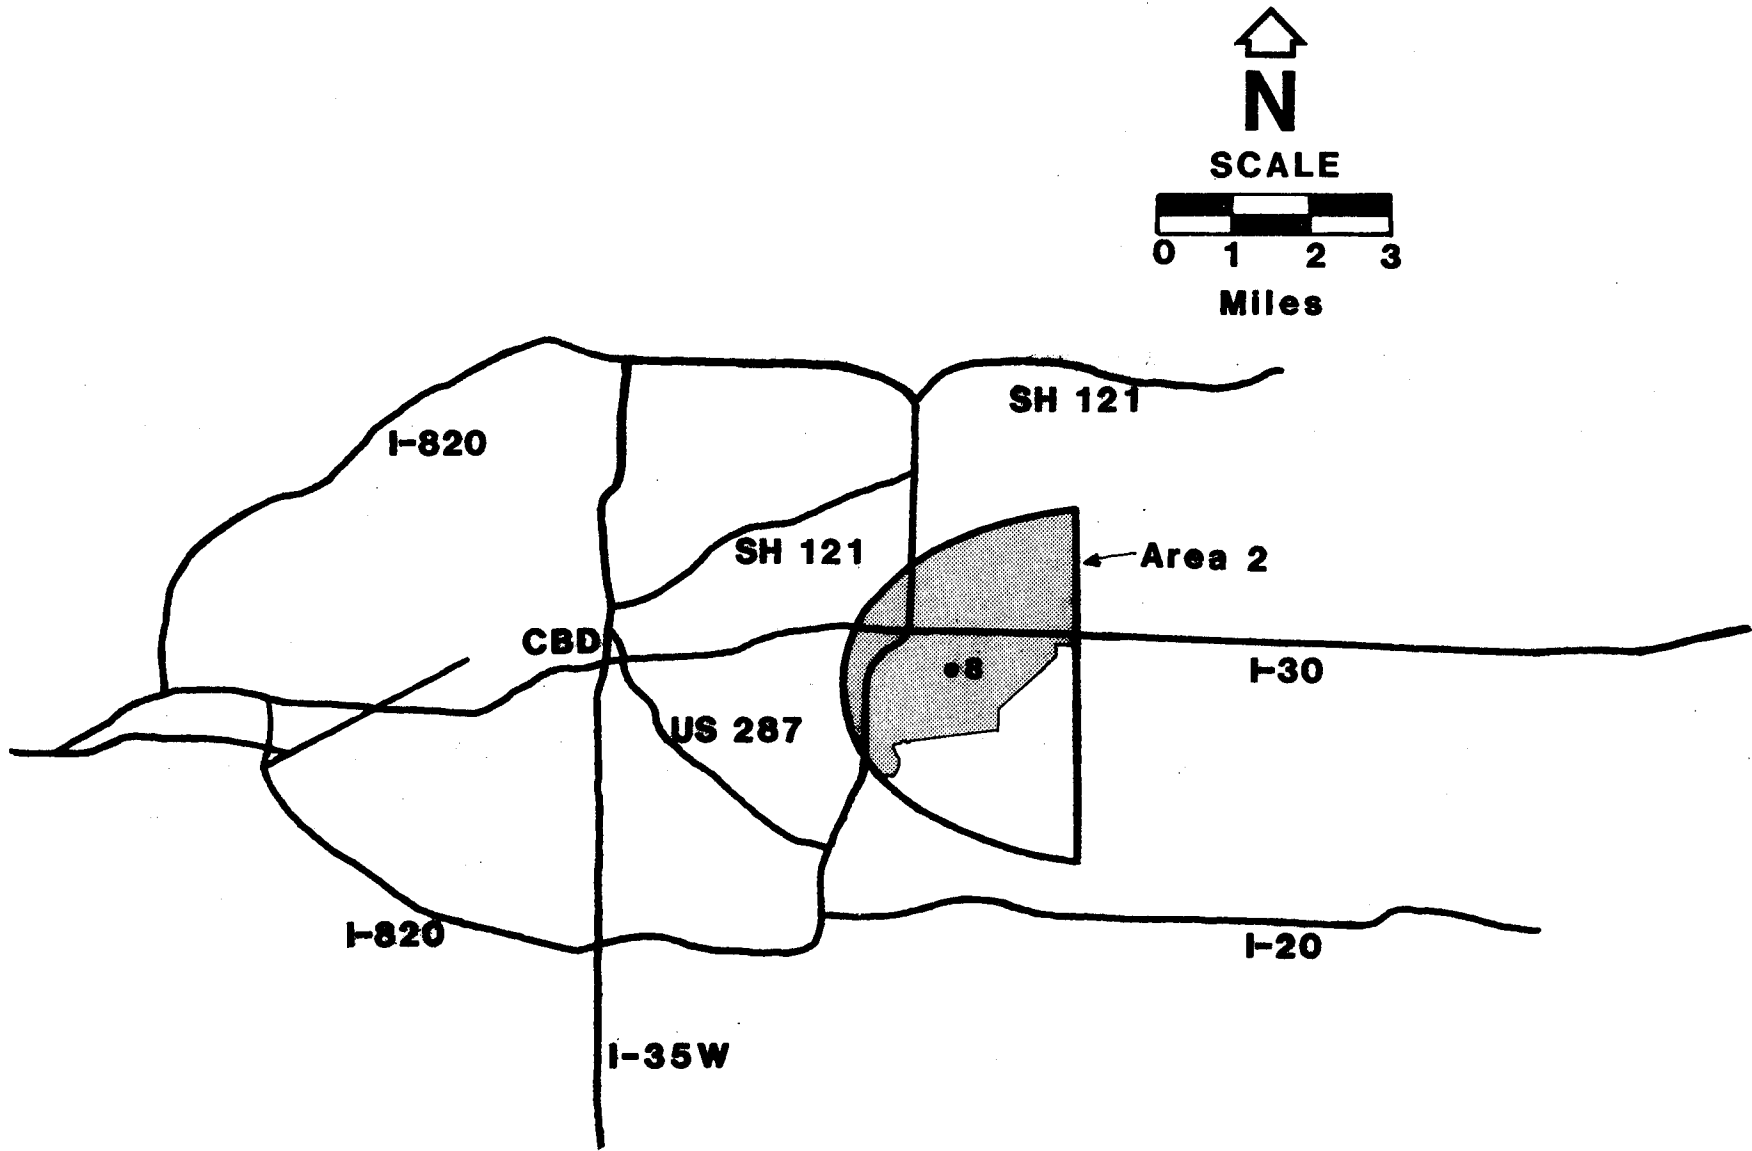 N
SCALE
0 1 2 3
Miles
SH 121
I-820
SH 121
Area 2
CBD
•8
I-30
US 287
I-820
I-20
I-35W